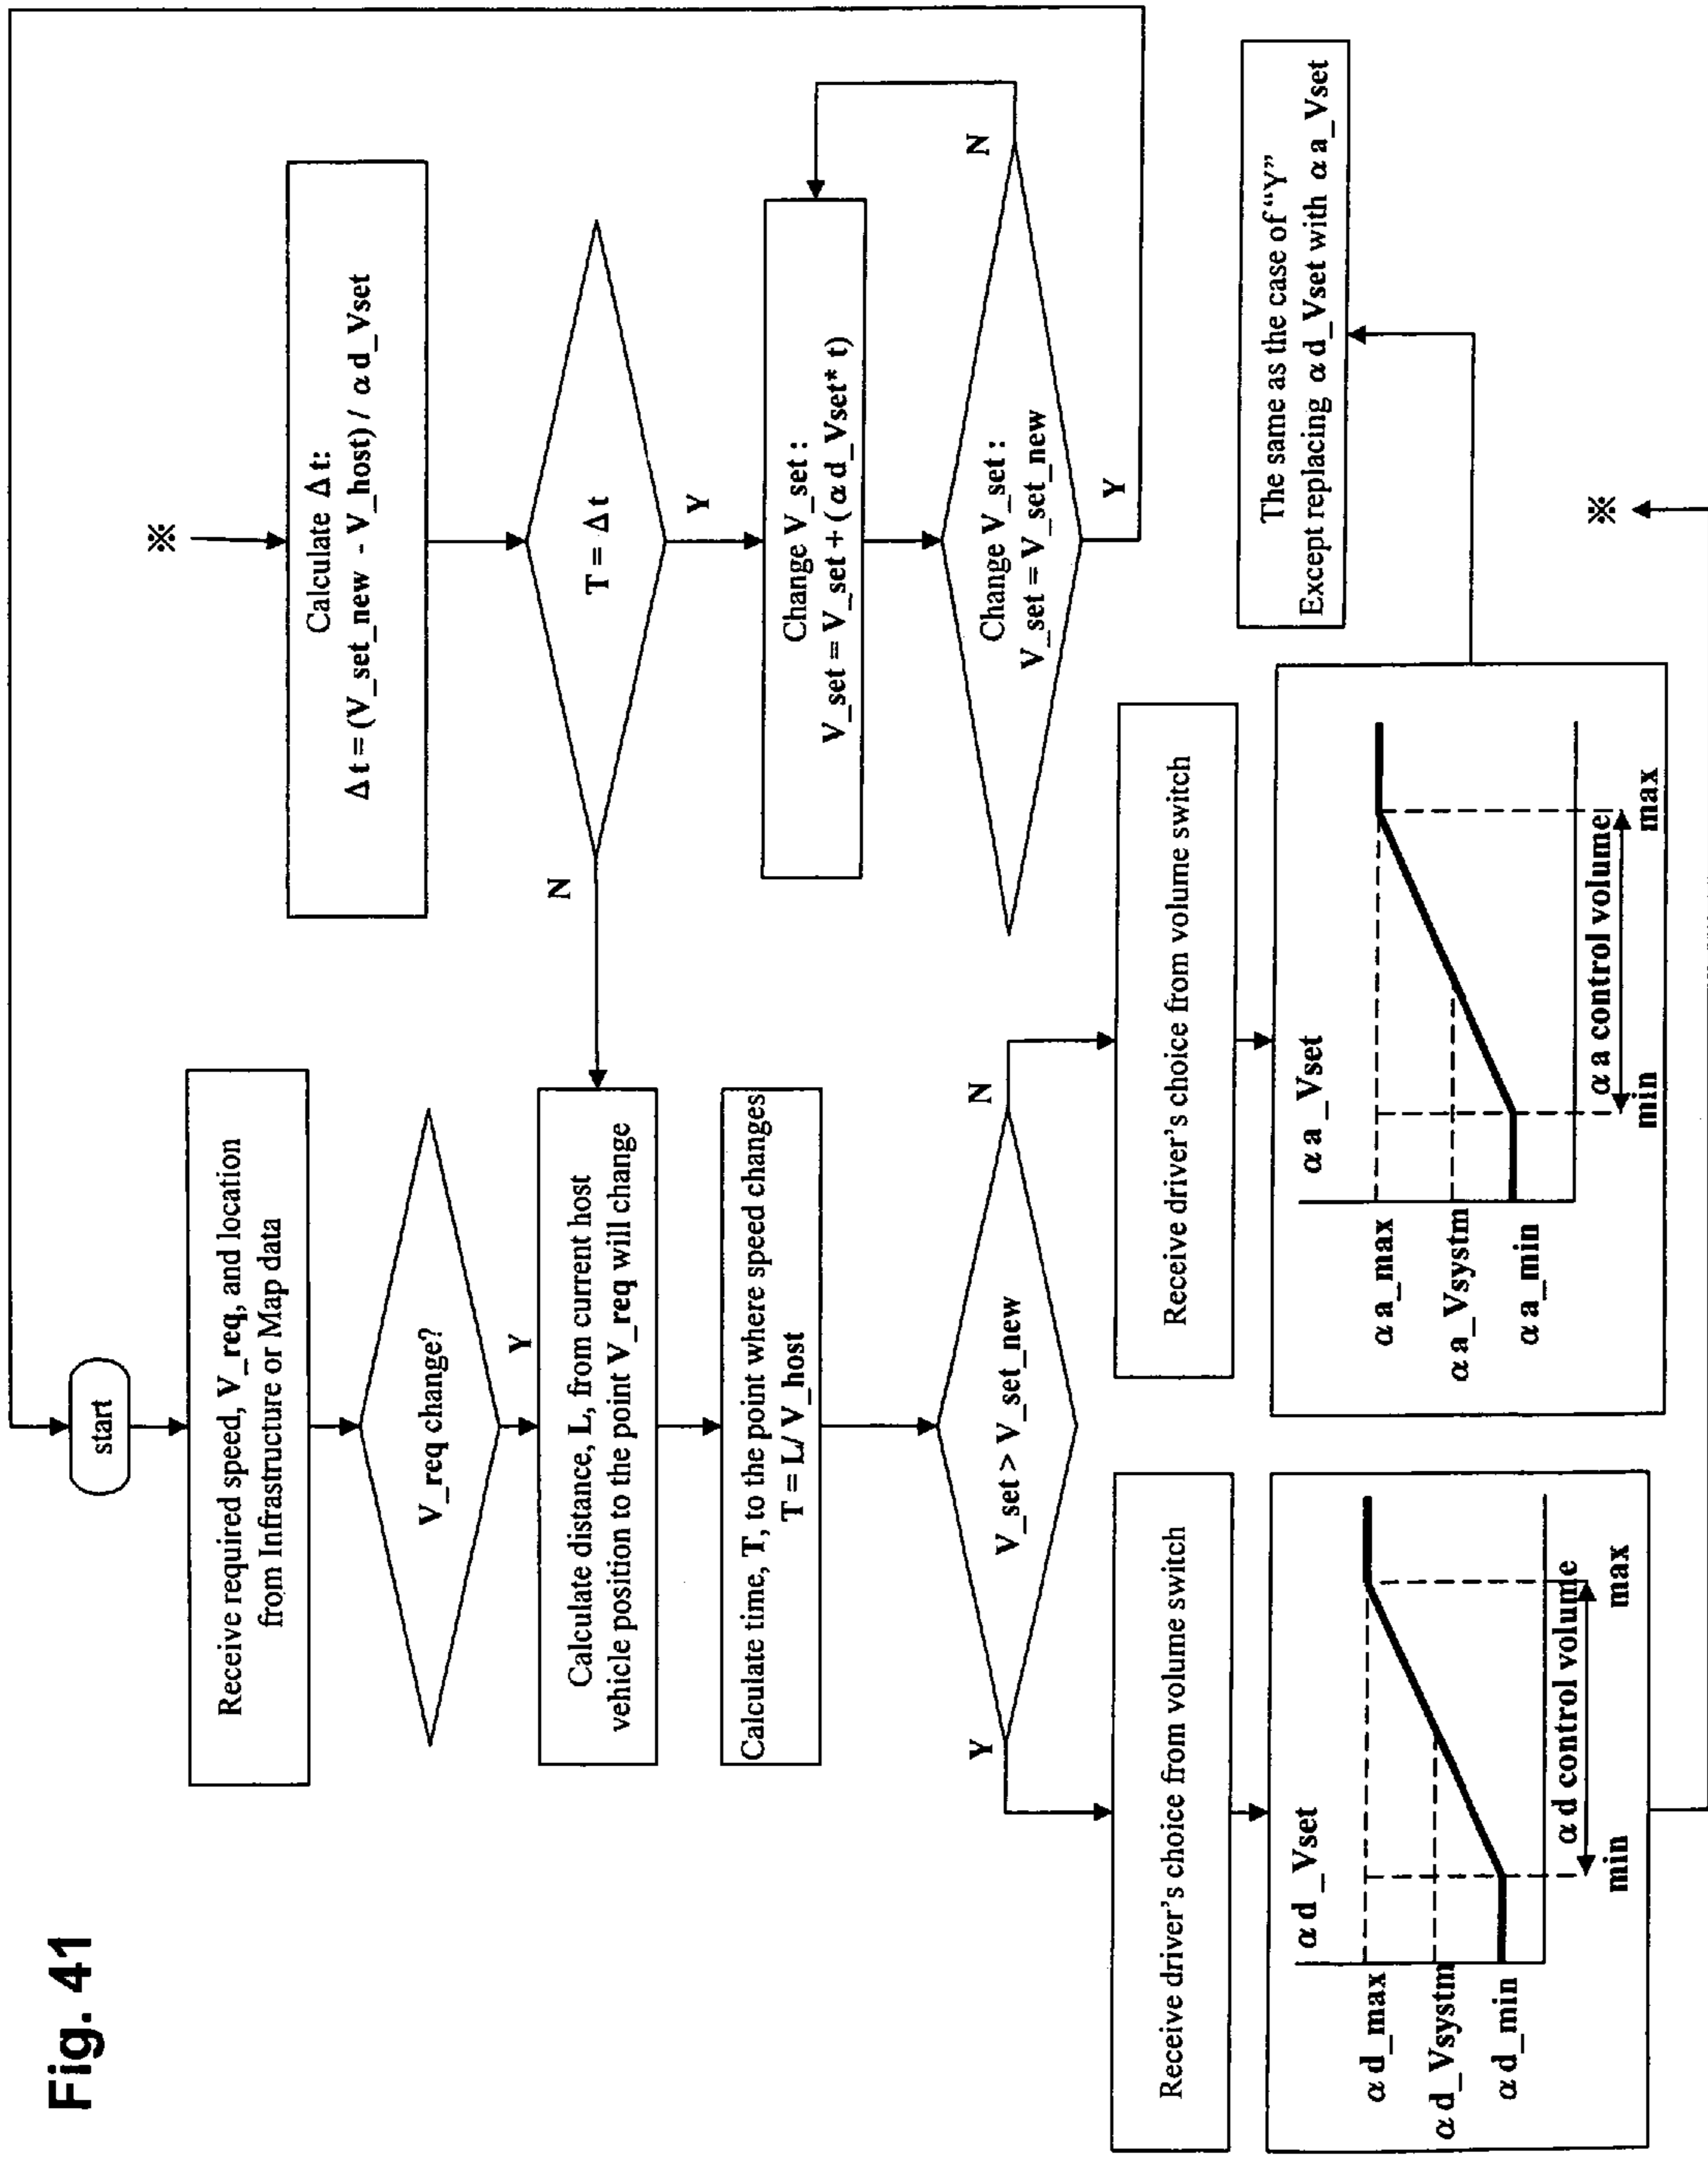 Fig. 41
start
Receive required speed, V_req, and location
from Infrastructure or Map data
V_req change?
Y
Calculate distance, L, from current host
vehicle position to the point V_req will change
Calculate time, T, to the point where speed changes:
T = L/ V_host
V_set > V_set_new
Y
N
Receive driver's choice from volume switch
α d_Vset
α d_max
α d_Vsystm
α d_min
min
max
α d control volume
Receive driver's choice from volume switch
α a_Vset
α a_max
α a_Vsystm
α a_min
min
max
α a control volume
※
Calculate Δ t:
Δ t = (V_set_new - V_host) / α d_Vset
T = Δ t
N
Y
Change V_set :
V_set = V_set + ( α d_Vset* t)
Change V_set :
V_set = V_set_new
N
Y
The same as the case of “Y”
Except replacing α d_Vset with α a_Vset
※